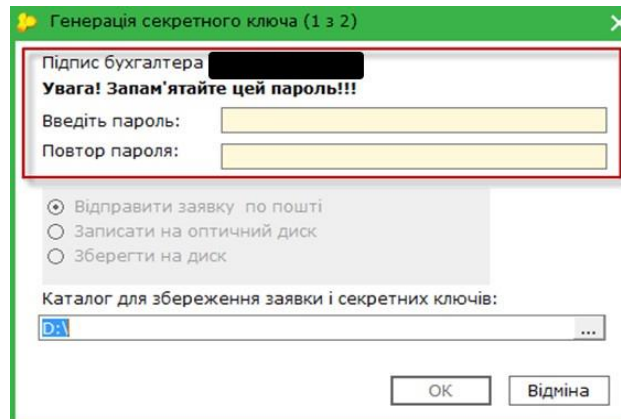 Генерація секретного ключа (1 з 2)
Підпис бухгалтера
Увага! Запам'ятайте цей пароль!!!
Введіть пароль:
Повтор пароля:
Відправити заявку по пошті
Записати на оптичний диск
Зберегти на диск
Каталог для збереження заявки і секретних ключів:
D:\
...
OK Відміна